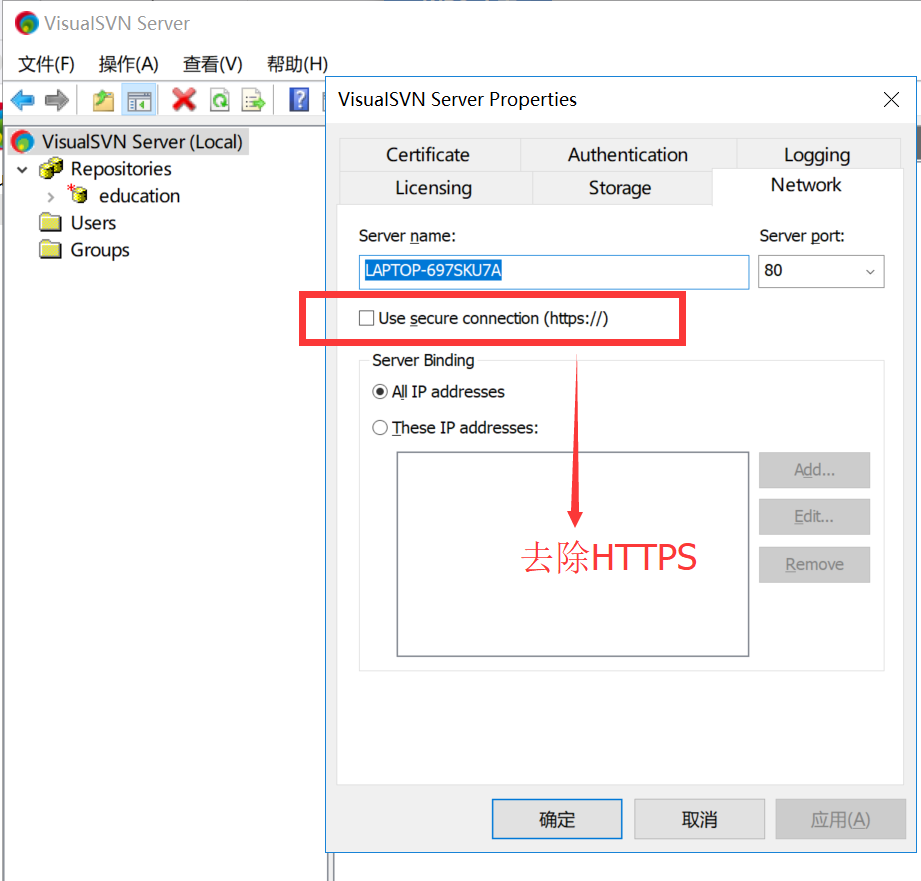 VisualSVN Server
文件(F) 操作(A) 查看(V) 帮助(H)
VisualSVN Server (Local)
Repositories
education
Users
Groups
VisualSVN Server Properties
Certificate Authentication Logging
Licensing Storage Network
Server name: Server port:
LAPTOP-697SKU7A 80
Use secure connection (https://)
Server Binding
All IP addresses
These IP addresses:
Add...
Edit...
Remove
去除HTTPS
确定 取消 应用(A)